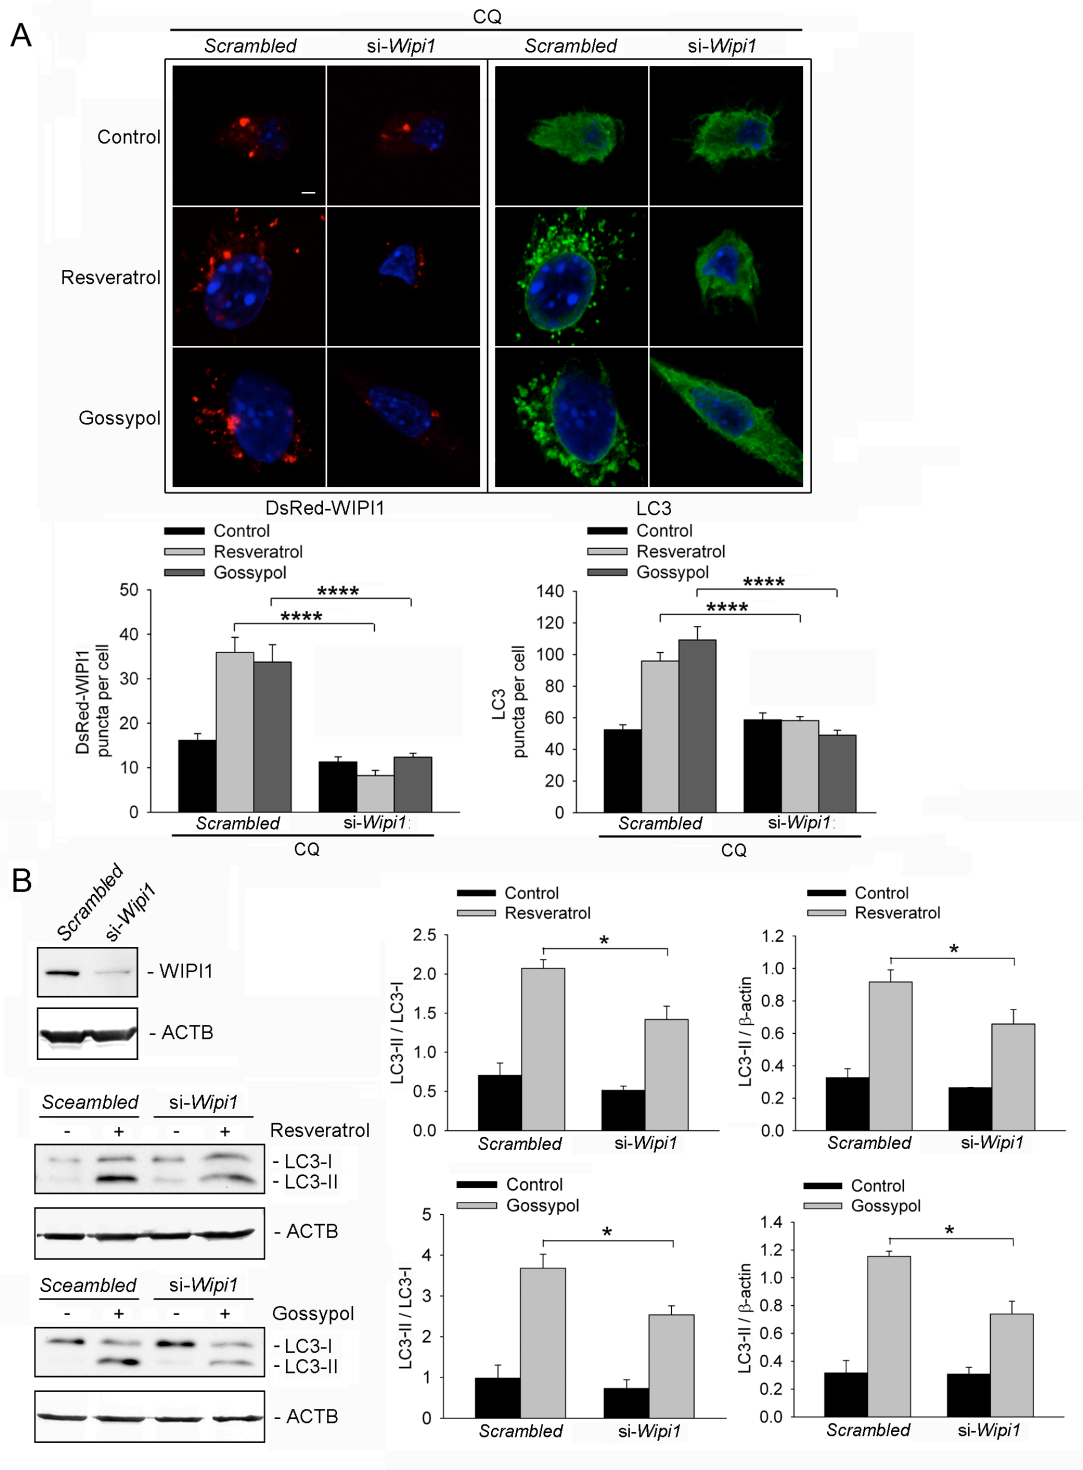 A
CQ
Scrambled si-Wipi1 Scrambled si-Wipi1
Control
Resveratrol
Gossypol
DsRed-WIPI1 LC3
Control
Resveratrol
Gossypol
50
40
30
20
10
0
DsRed-WIPI1
puncta per cell
****
****
Scrambled si-Wipi1:
CQ
Control
Resveratrol
Gossypol
140
120
100
80
60
40
20
0
LC3
puncta per cell
****
****
Scrambled si-Wipi1:
CQ
B
Scrambled
si-Wipi1
- WIPI1
- ACTB
Sceambled si-Wipi1
- + - + Resveratrol
- LC3-I
- LC3-II
- ACTB
Sceambled si-Wipi1
- + - + Gossypol
- LC3-I
- LC3-II
- ACTB
Control
Resveratrol
2.5
2.0
1.5
1.0
0.5
0.0
LC3-II / LC3-I
*
Scrambled si-Wipi1
Control
Resveratrol
1.2
1.0
0.8
0.6
0.4
0.2
0.0
LC3-II / β-actin
*
Scrambled si-Wipi1
Control
Gossypol
5
4
3
2
1
0
LC3-II / LC3-I
*
Scrambled si-Wipi1
Control
Gossypol
1.4
1.2
1.0
0.8
0.6
0.4
0.2
0.0
LC3-II / β-actin
*
Scrambled si-Wipi1